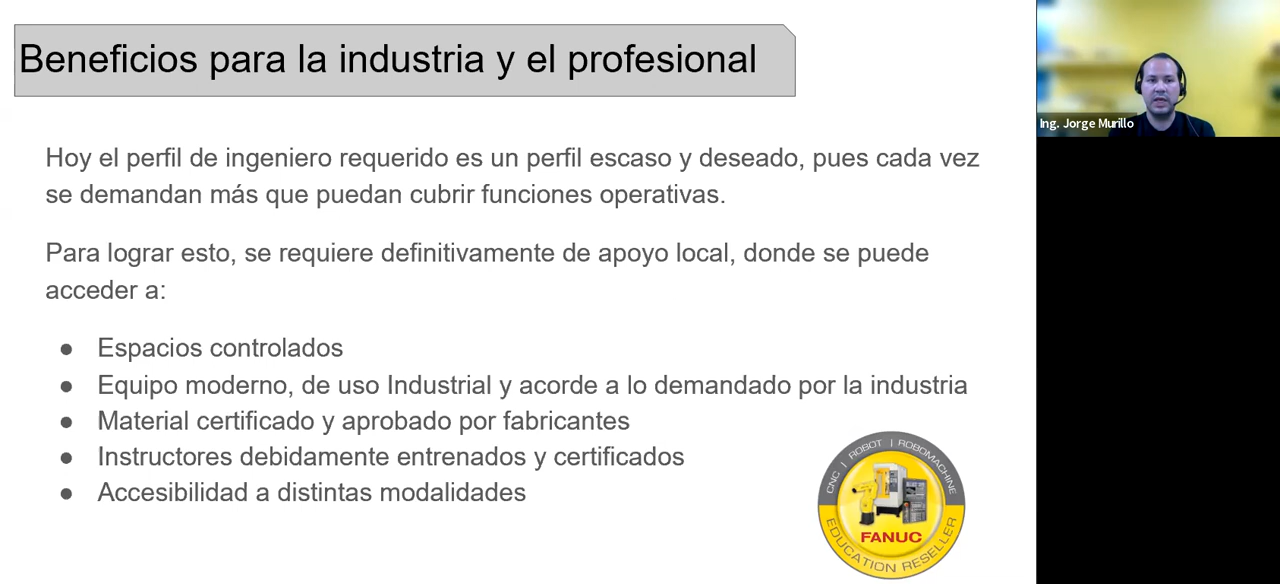 Beneficios para la industria y el profesional
Hoy el perfil de ingeniero requerido es un perfil escaso y deseado, pues cada vez
se demandan más que puedan cubrir funciones operativas.
Para lograr esto, se requiere definitivamente de apoyo local, donde se puede
acceder a:
● Espacios controlados
● Equipo moderno, de uso Industrial y acorde a lo demandado por la industria
● Material certificado y aprobado por fabricantes
● Instructores debidamente entrenados y certificados
● Accesibilidad a distintas modalidades
CNC | ROBOT | ROBOMACHINE
FANUC
EDUCATION RESELLER
Ing. Jorge Murillo